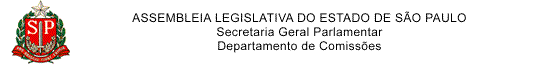 SP
ASSEMBLEIA LEGISLATIVA DO ESTADO DE SÃO PAULO
Secretaria Geral Parlamentar
Departamento de Comissões